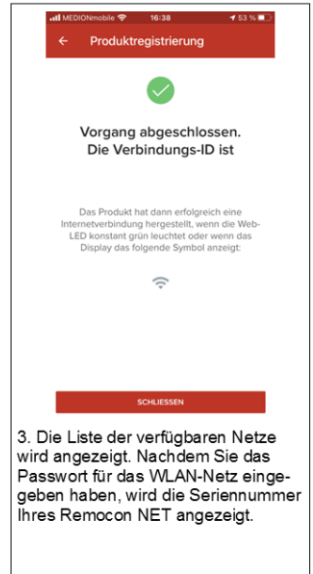 MEDIONmobile 16:38 53 %
Produktregistrierung
Vorgang abgeschlossen.
Die Verbindungs-ID ist
Das Produkt hat dann erfolgreich eine
Internetverbindung hergestellt, wenn die Web-
LED konstant grün leuchtet oder wenn das
Display das folgende Symbol anzeigt:
SCHLIESSEN
3. Die Liste der verfügbaren Netze
wird angezeigt. Nachdem Sie das
Passwort für das WLAN-Netz einge-
geben haben, wird die Seriennummer
Ihres Remocon NET angezeigt.